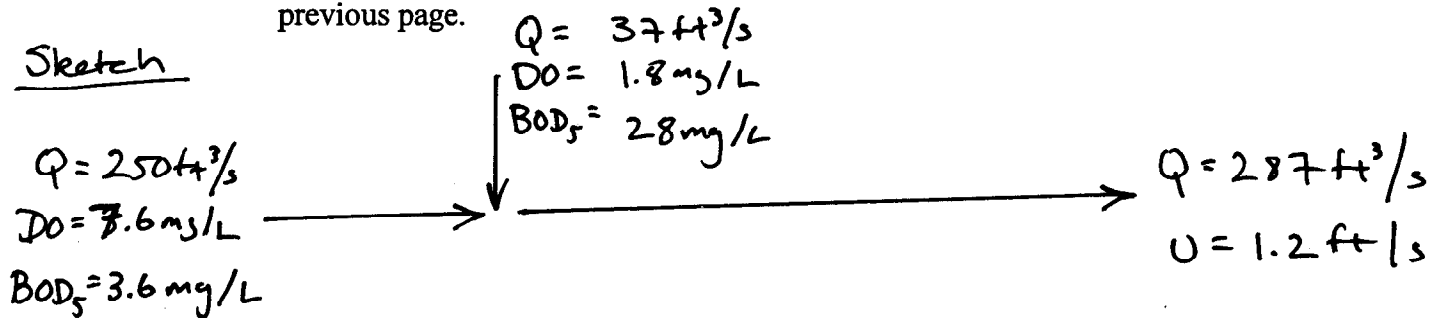 previous page.
Sketch
Q = 37 ft³/s
DO = 1.8 mg/L
BOD₅ = 28 mg/L
Q = 250 ft³/s
DO = 7.6 mg/L
BOD₅ = 3.6 mg/L
Q = 287 ft³/s
U = 1.2 ft/s